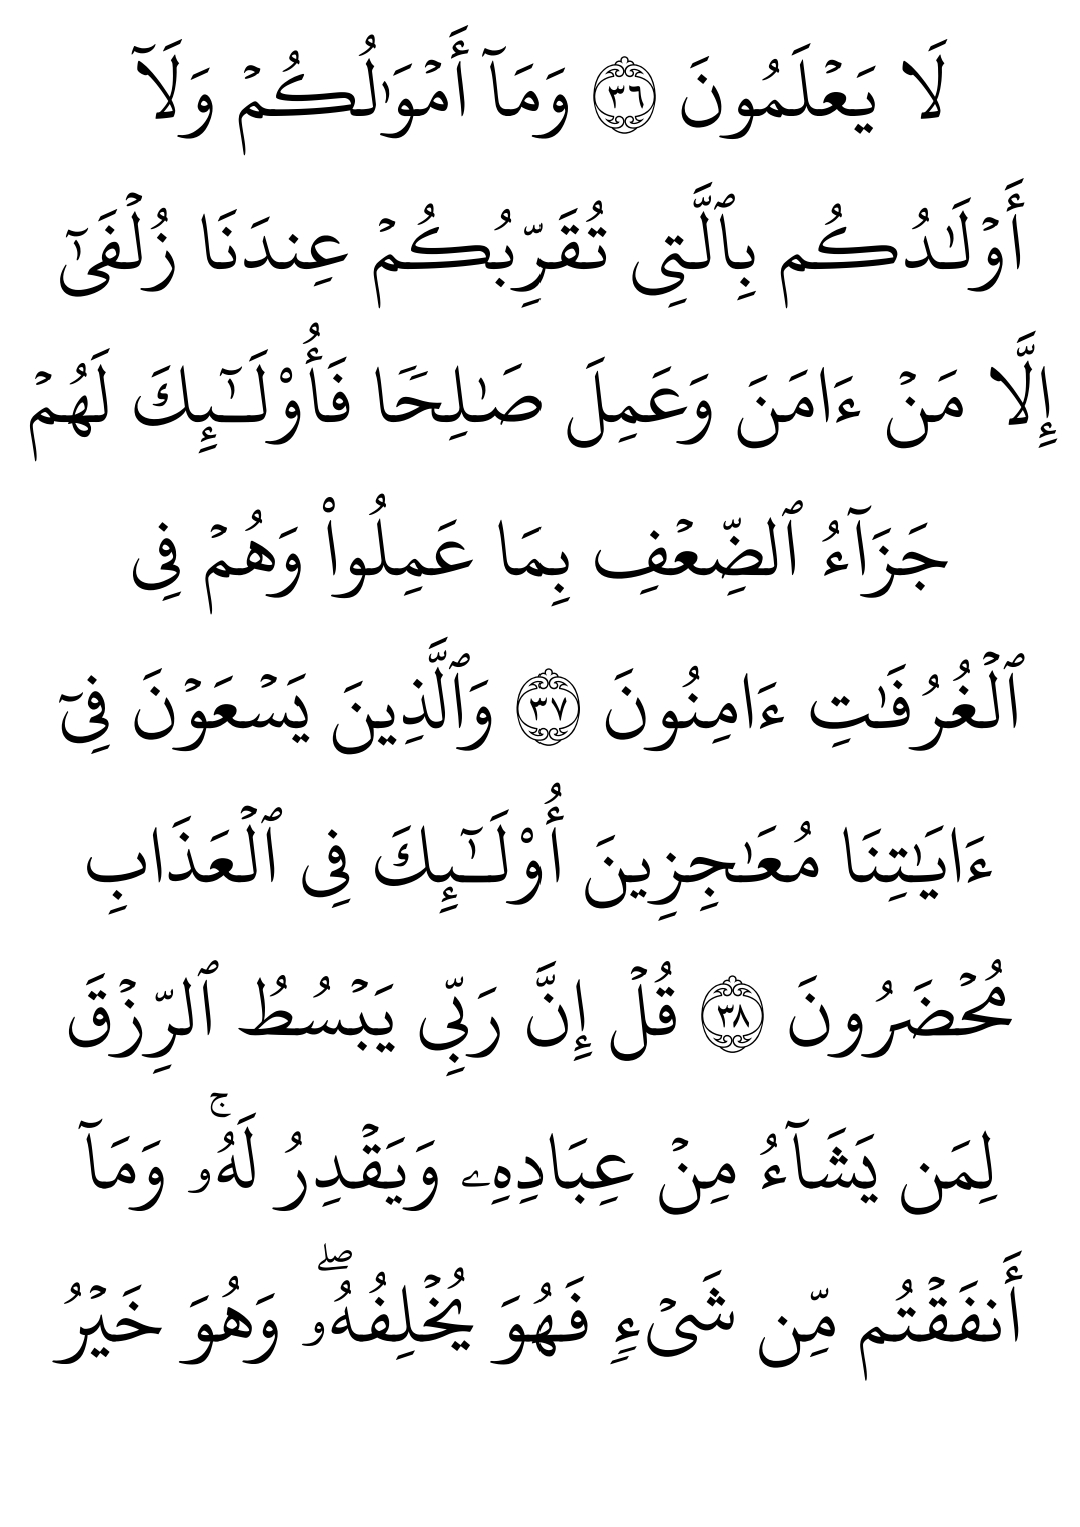 لَا يَعۡلَمُونَ ٣٦ وَمَآ أَمۡوَٰلُكُمۡ وَلَآ
أَوۡلَٰدُكُم بِٱلَّتِي تُقَرِّبُكُمۡ عِندَنَا زُلۡفَىٰٓ
إِلَّا مَنۡ ءَامَنَ وَعَمِلَ صَٰلِحٗا فَأُوْلَٰٓئِكَ لَهُمۡ
جَزَآءُ ٱلضِّعۡفِ بِمَا عَمِلُواْ وَهُمۡ فِي
ٱلۡغُرُفَٰتِ ءَامِنُونَ ٣٧ وَٱلَّذِينَ يَسۡعَوۡنَ فِيٓ
ءَايَٰتِنَا مُعَٰجِزِينَ أُوْلَٰٓئِكَ فِي ٱلۡعَذَابِ
مُحۡضَرُونَ ٣٨ قُلۡ إِنَّ رَبِّي يَبۡسُطُ ٱلرِّزۡقَ
لِمَن يَشَآءُ مِنۡ عِبَادِهِۦ وَيَقۡدِرُ لَهُۥۚ وَمَآ
أَنفَقۡتُم مِّن شَيۡءٖ فَهُوَ يُخۡلِفُهُۥۖ وَهُوَ خَيۡرُ